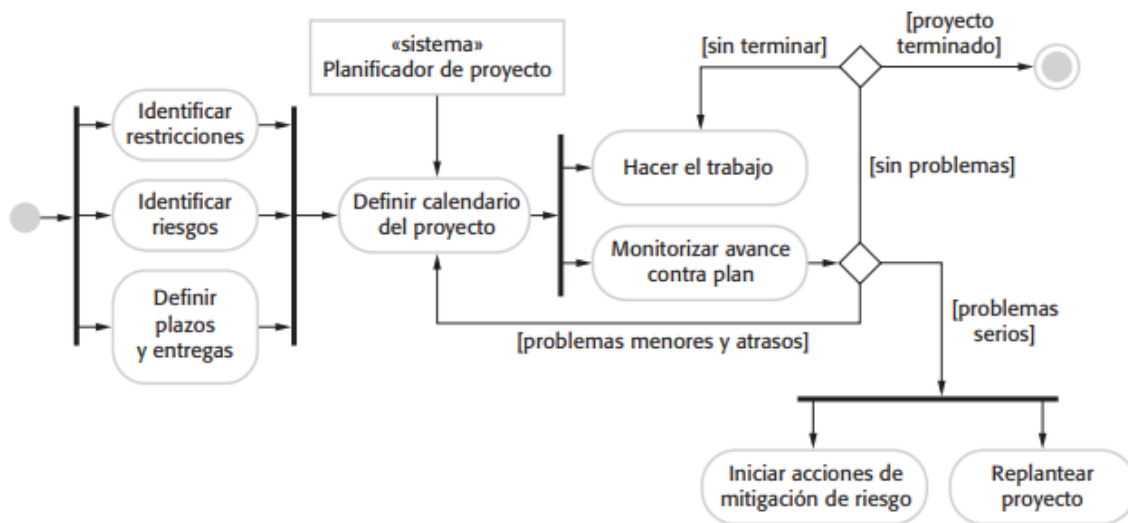 «sistema»
Planificador de proyecto
[sin terminar]
[proyecto
terminado]
Identificar
restricciones
Hacer el trabajo
[sin problemas]
Identificar
riesgos
Definir calendario
del proyecto
Monitorizar avance
contra plan
Definir
plazos
y entregas
[problemas menores y atrasos]
[problemas
serios]
Iniciar acciones de
mitigación de riesgo
Replantear
proyecto